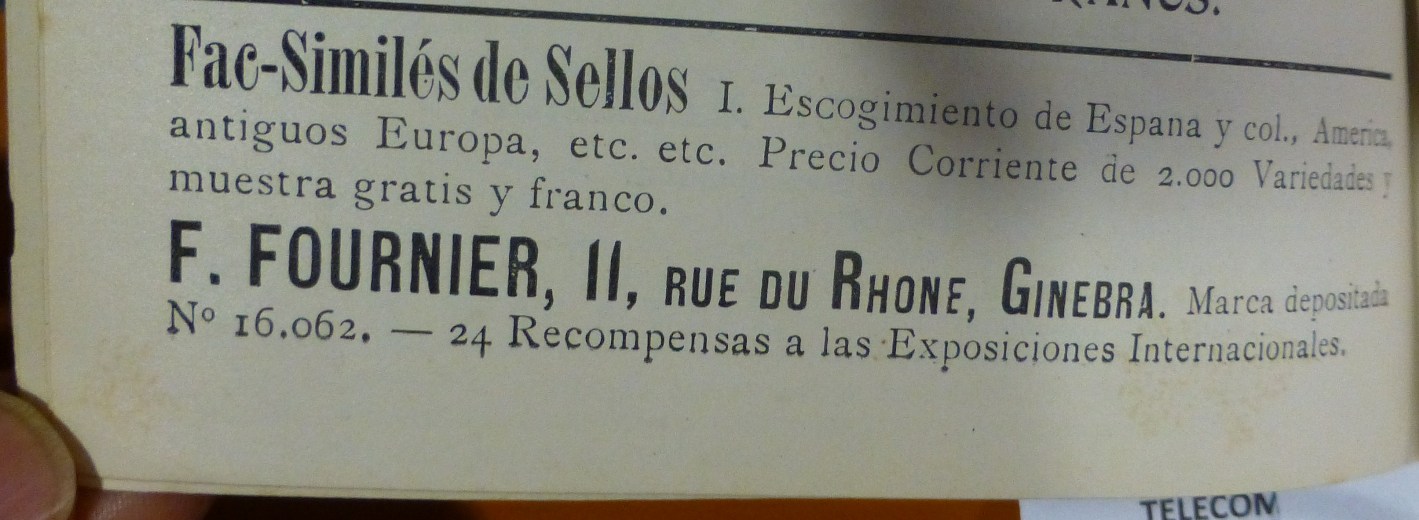 Fac-Similés de Sellos I. Escogimiento de Espana y col., America,
antiguos Europa, etc. etc. Precio Corriente de 2.000 Variedades y
muestra gratis y franco.
F. FOURNIER, 11, RUE DU RHONE, GINEBRA. Marca depositada
Nº 16.062. — 24 Recompensas a las Exposiciones Internacionales.
TELECOM